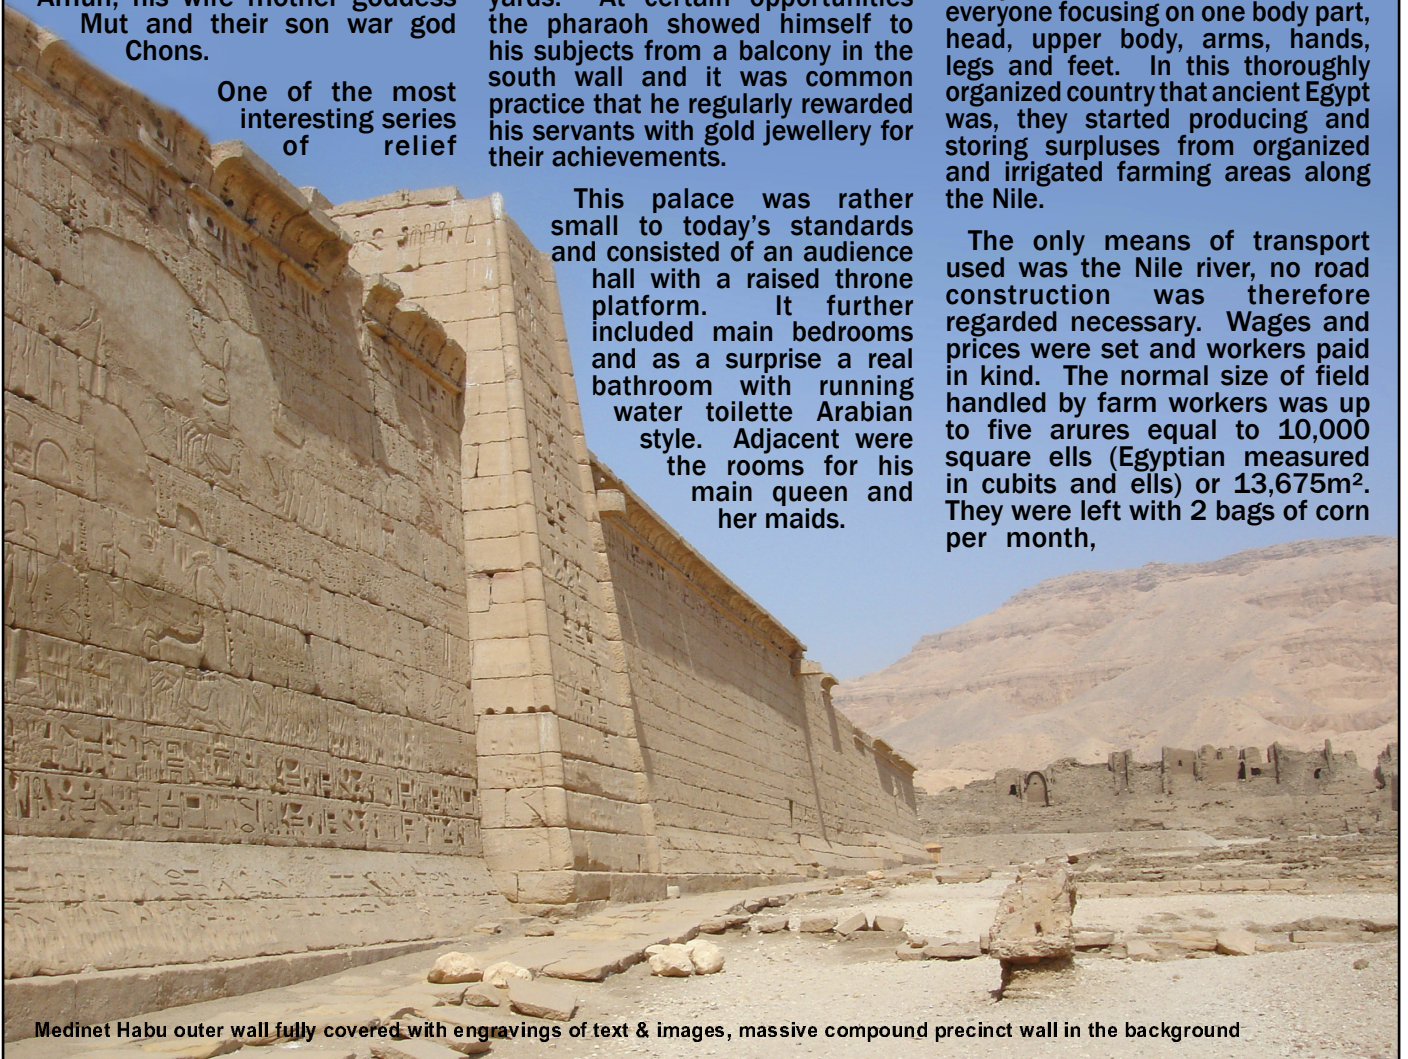 Amun, his wife mother goddess
Mut and their son war god
Chons.
One of the most
interesting series
of relief
yards. At certain opportunities
the pharaoh showed himself to
his subjects from a balcony in the
south wall and it was common
practice that he regularly rewarded
his servants with gold jewellery for
their achievements.
This palace was rather
small to today's standards
and consisted of an audience
hall with a raised throne
platform. It further
included main bedrooms
and as a surprise a real
bathroom with running
water toilette Arabian
style. Adjacent were
the rooms for his
main queen and
her maids.
everyone focusing on one body part,
head, upper body, arms, hands,
legs and feet. In this thoroughly
organized country that ancient Egypt
was, they started producing and
storing surpluses from organized
and irrigated farming areas along
the Nile.
The only means of transport
used was the Nile river, no road
construction was therefore
regarded necessary. Wages and
prices were set and workers paid
in kind. The normal size of field
handled by farm workers was up
to five arures equal to 10,000
square ells (Egyptian measured
in cubits and ells) or 13,675m².
They were left with 2 bags of corn
per month,
Medinet Habu outer wall fully covered with engravings of text & images, massive compound precinct wall in the background